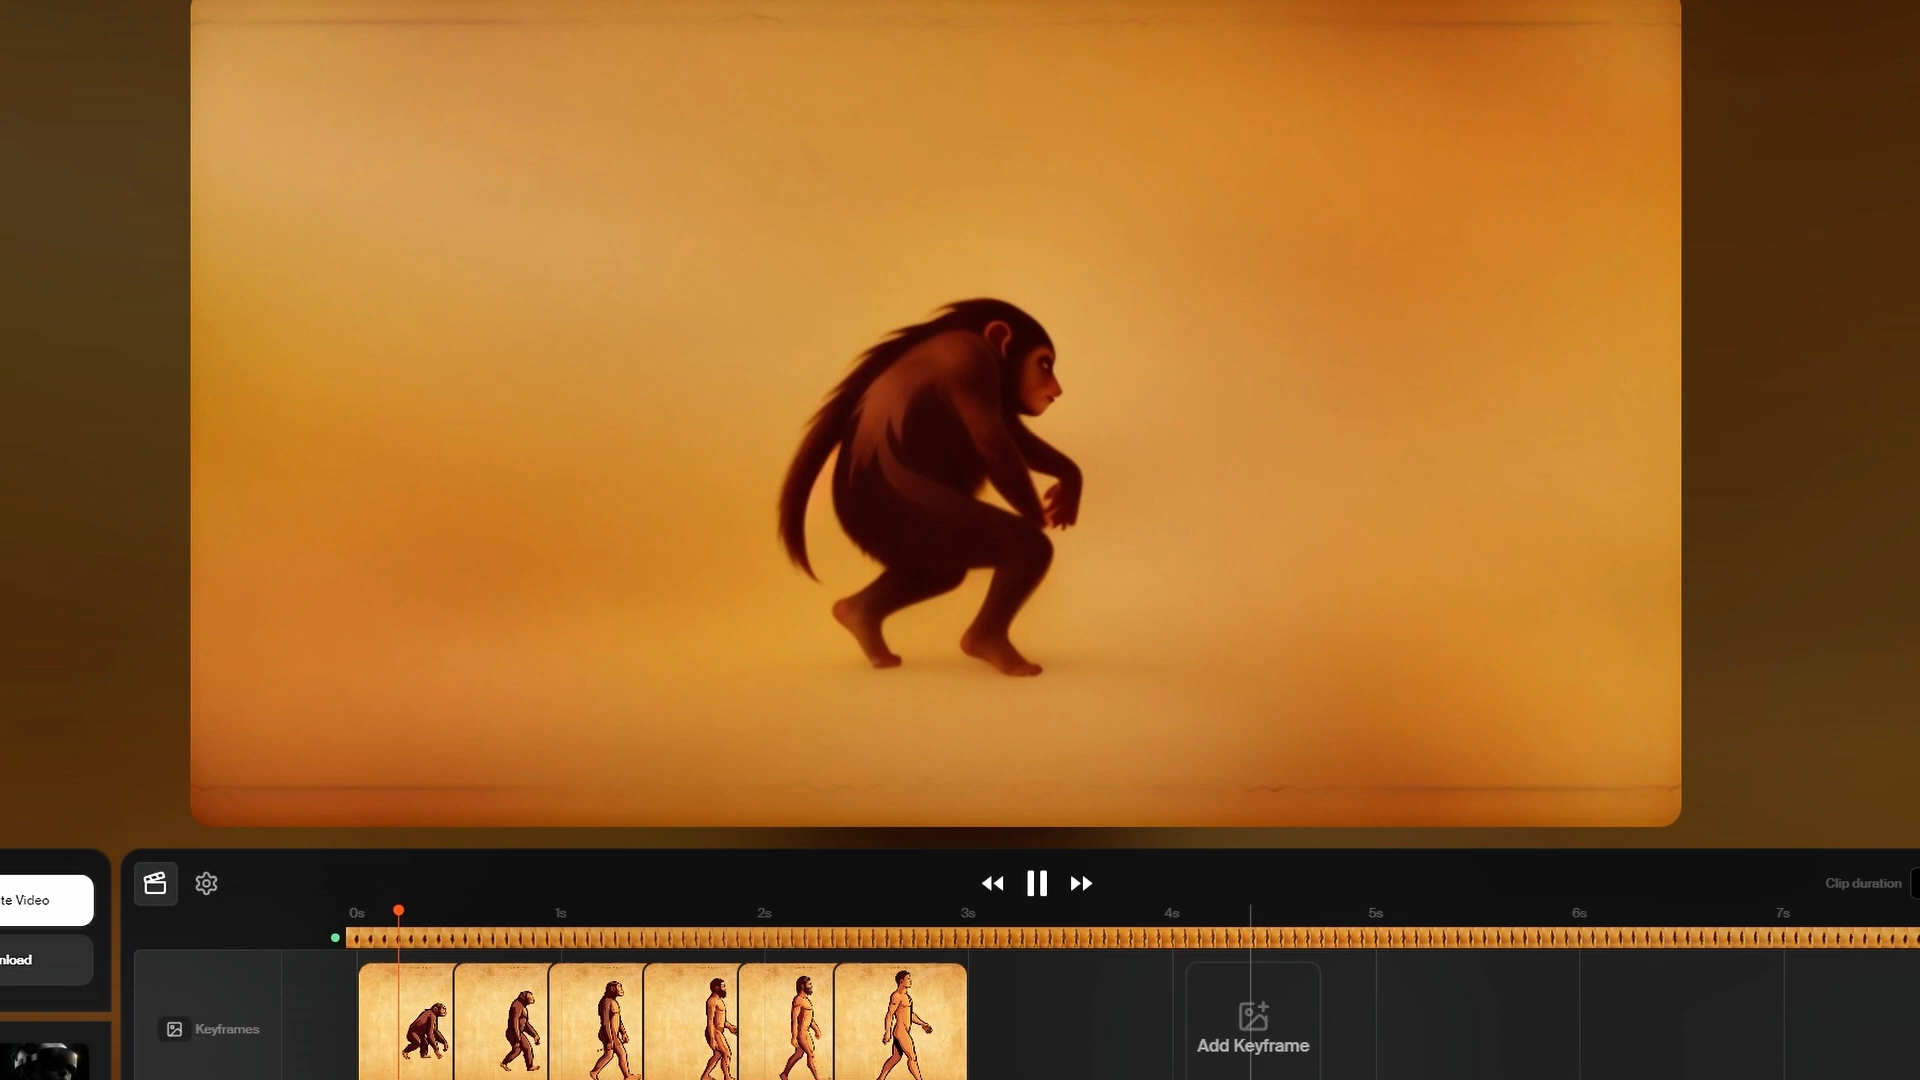 te Video
nload
Clip duration
0s 1s 2s 3s 4s 5s 6s 7s
Keyframes
Add Keyframe